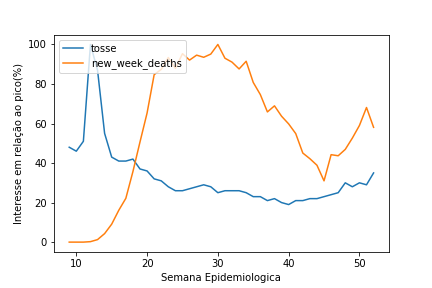 tosse
new_week_deaths
100
80
60
40
20
0
Interesse em relação ao pico(%)
10
20
30
40
50
Semana Epidemiologica